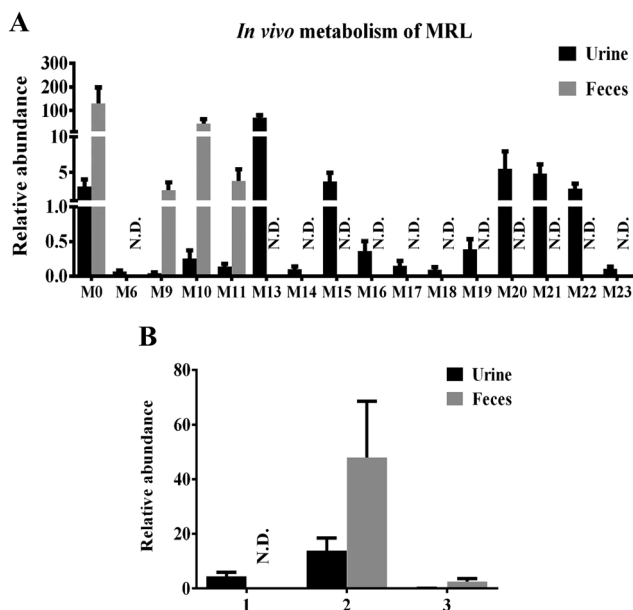 A
In vivo metabolism of MRL
Urine
Feces
Relative abundance
300
200
100
10
5
1.0
0.5
0.0
N.D.
N.D.
N.D.
N.D.
N.D.
N.D.
N.D.
N.D.
N.D.
N.D.
N.D.
N.D.
M0 M6 M9 M10 M11 M13 M14 M15 M16 M17 M18 M19 M20 M21 M22 M23
B
Urine
Feces
Relative abundance
80
60
40
20
0
N.D.
1 2 3